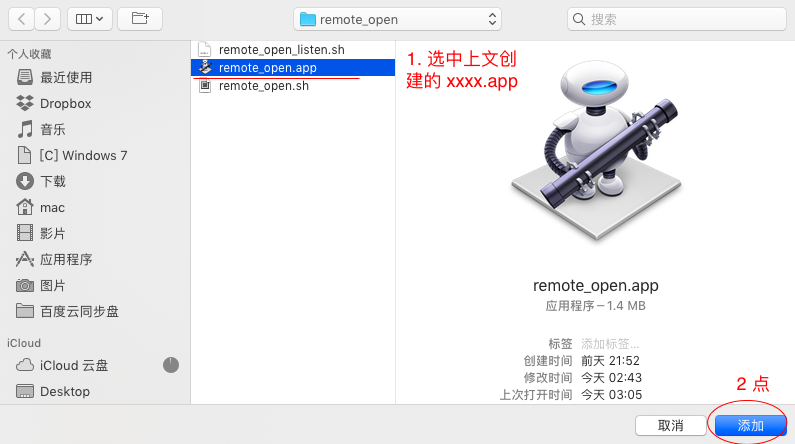 remote_open
搜索
个人收藏
最近使用
Dropbox
音乐
[C] Windows 7
下载
mac
影片
应用程序
图片
百度云同步盘
iCloud
iCloud 云盘
Desktop
remote_open_listen.sh
remote_open.app
remote_open.sh
1. 选中上文创
建的 xxxx.app
remote_open.app
应用程序 – 1.4 MB
标签 添加标签...
创建时间 前天 21:52
修改时间 今天 02:43
上次打开时间 今天 03:05
2 点
取消
添加